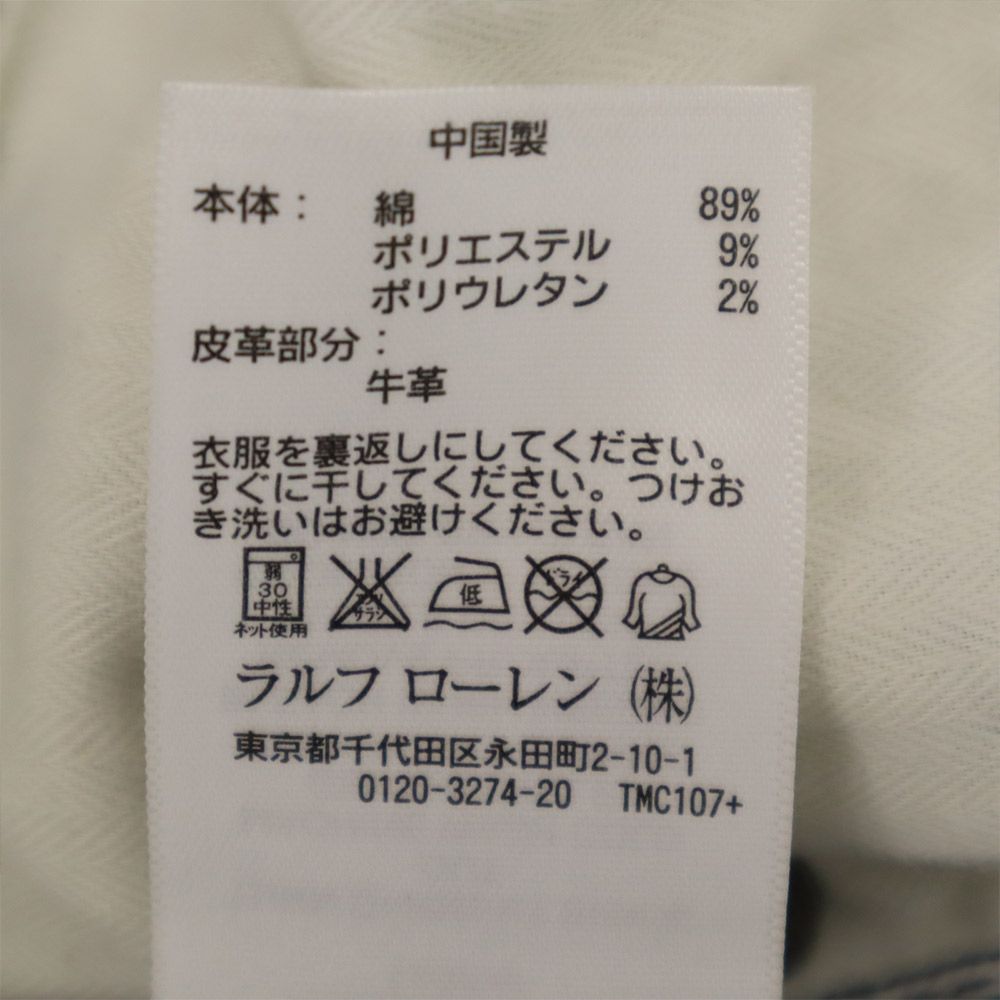 中国製
本体： 綿 89%
ポリエステル 9%
ポリウレタン 2%
皮革部分：
牛革
衣服を裏返しにしてください。
すぐに干してください。つけお
き洗いはお避けください。
弱 30 中性 エンソ サラシ 低 ドライ
ネット使用
ラルフ ローレン (株)
東京都千代田区永田町2-10-1
0120-3274-20 TMC107+